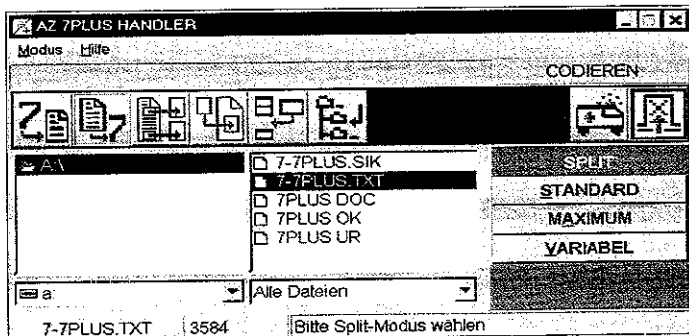 AZ 7PLUS HANDLER
Modus Hilfe
CODIEREN
A:\
7-7PLUS.SIK
7-7PLUS.TXT
7PLUS DOC
7PLUS OK
7PLUS UR
SPLIT
STANDARD
MAXIMUM
VARIABEL
a:
Alle Dateien
7-7PLUS.TXT 3584 Bitte Split-Modus wählen